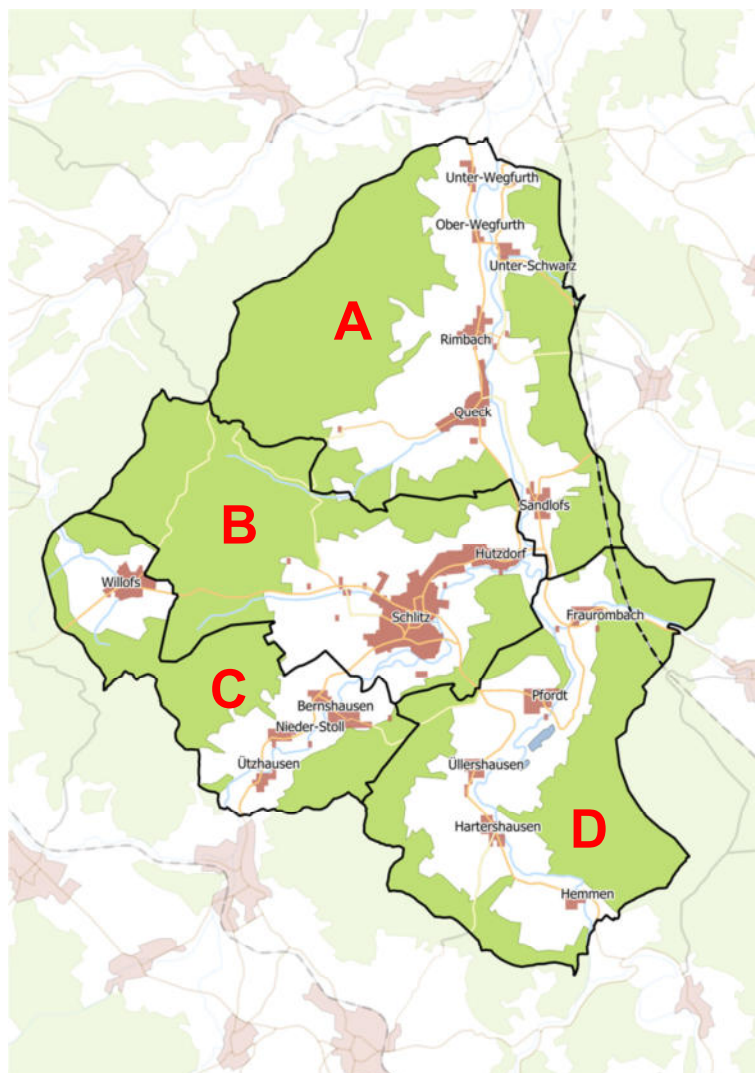 Unter-Wegfurth
Ober-Wegfurth
Unter-Schwarz
A
Rimbach
Queck
Sandlofs
B
Hutzdorf
Willofs
Schlitz
Fraurombach
C
Bernshausen
Pfordt
Nieder-Stoll
Ützhausen
Üllershausen
Hartershausen
D
Hemmen